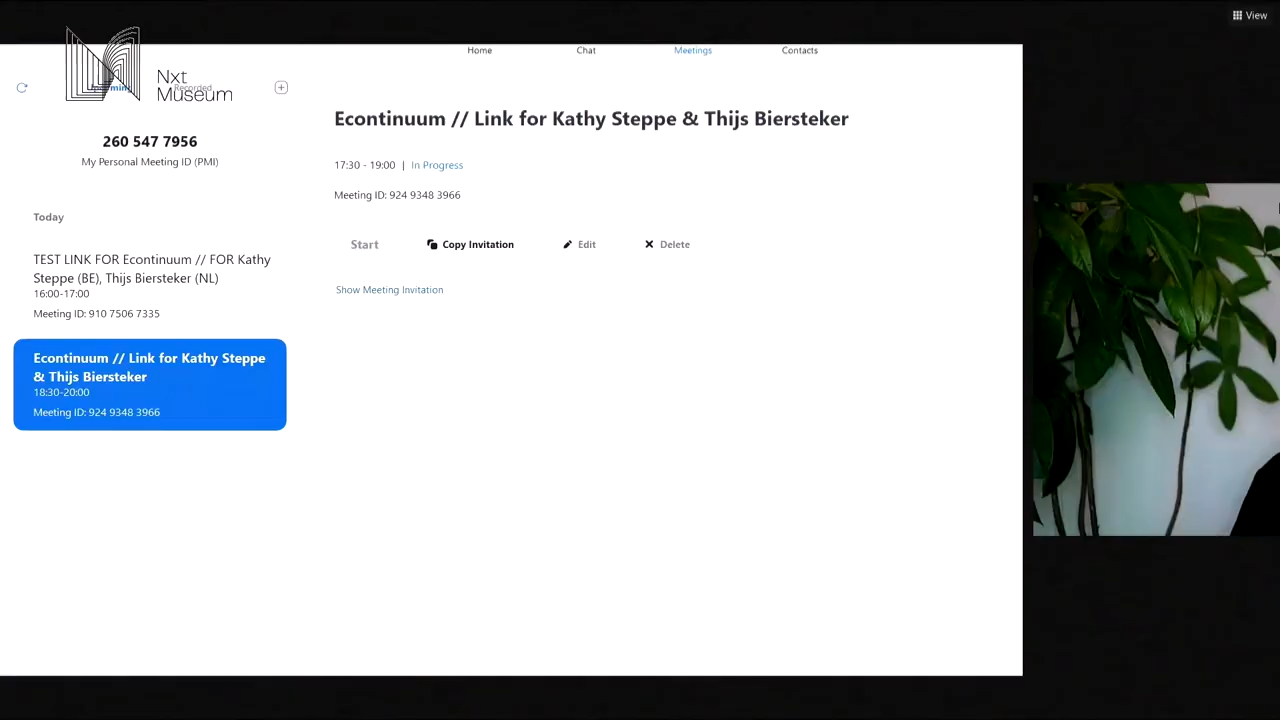 View
Home
Chat
Meetings
Contacts
Nxt
Museum
Recorded
260 547 7956
My Personal Meeting ID (PMI)
Today
TEST LINK FOR Econtinuum // FOR Kathy
Steppe (BE), Thijs Biersteker (NL)
16:00-17:00
Meeting ID: 910 7506 7335
Econtinuum // Link for Kathy Steppe
& Thijs Biersteker
18:30-20:00
Meeting ID: 924 9348 3966
Econtinuum // Link for Kathy Steppe & Thijs Biersteker
17:30 - 19:00 | In Progress
Meeting ID: 924 9348 3966
Start
Copy Invitation
Edit
Delete
Show Meeting Invitation